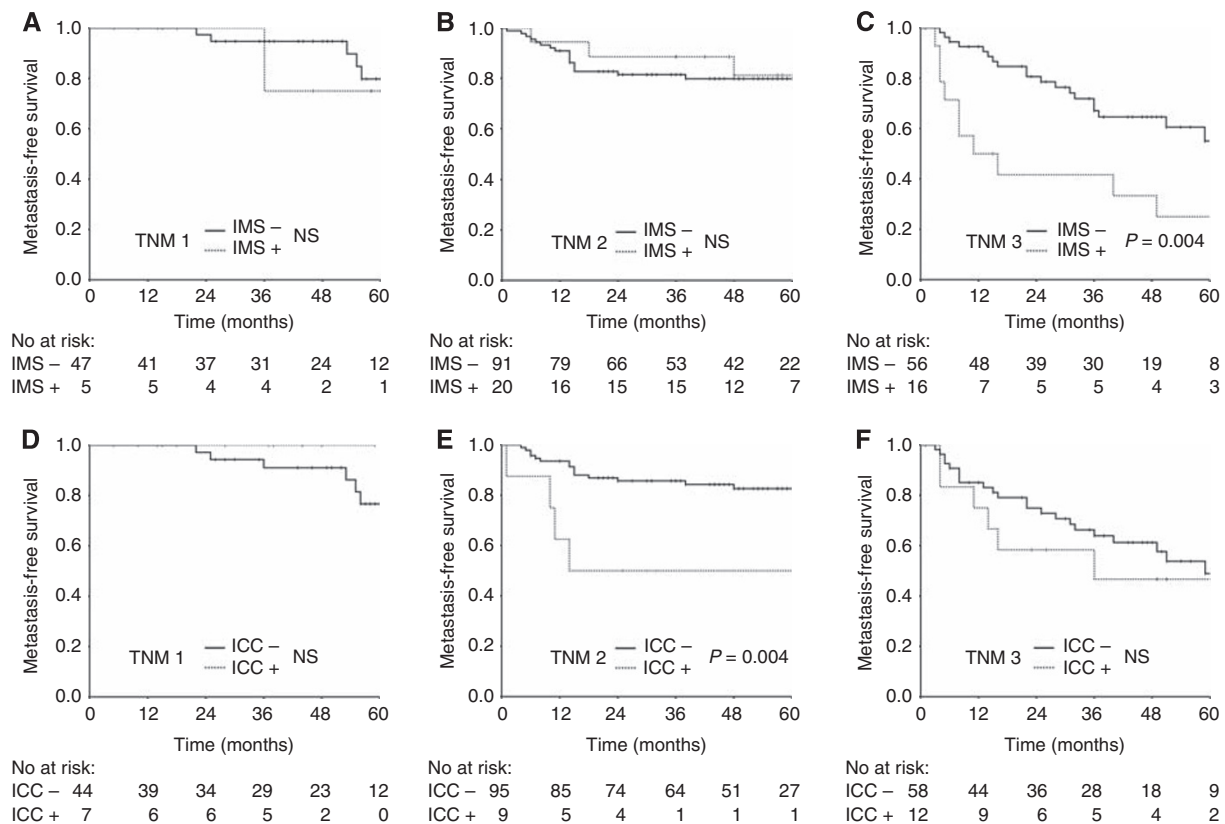 A
Metastasis-free survival
1.0
0.8
0.6
0.4
0.2
0.0
TNM 1
IMS –
IMS +
NS
0 12 24 36 48 60
Time (months)
No at risk:
IMS – 47 41 37 31 24 12
IMS + 5 5 4 4 2 1
B
Metastasis-free survival
1.0
0.8
0.6
0.4
0.2
0.0
TNM 2
IMS –
IMS +
NS
0 12 24 36 48 60
Time (months)
No at risk:
IMS – 91 79 66 53 42 22
IMS + 20 16 15 15 12 7
C
Metastasis-free survival
1.0
0.8
0.6
0.4
0.2
0.0
TNM 3
IMS –
IMS +
P = 0.004
0 12 24 36 48 60
Time (months)
No at risk:
IMS – 56 48 39 30 19 8
IMS + 16 7 5 5 4 3
D
Metastasis-free survival
1.0
0.8
0.6
0.4
0.2
0.0
TNM 1
ICC –
ICC +
NS
0 12 24 36 48 60
Time (months)
No at risk:
ICC – 44 39 34 29 23 12
ICC + 7 6 6 5 2 0
E
Metastasis-free survival
1.0
0.8
0.6
0.4
0.2
0.0
TNM 2
ICC –
ICC +
P = 0.004
0 12 24 36 48 60
Time (months)
No at risk:
ICC – 95 85 74 64 51 27
ICC + 9 5 4 1 1 1
F
Metastasis-free survival
1.0
0.8
0.6
0.4
0.2
0.0
TNM 3
ICC –
ICC +
NS
0 12 24 36 48 60
Time (months)
No at risk:
ICC – 58 44 36 28 18 9
ICC + 12 9 6 5 4 2